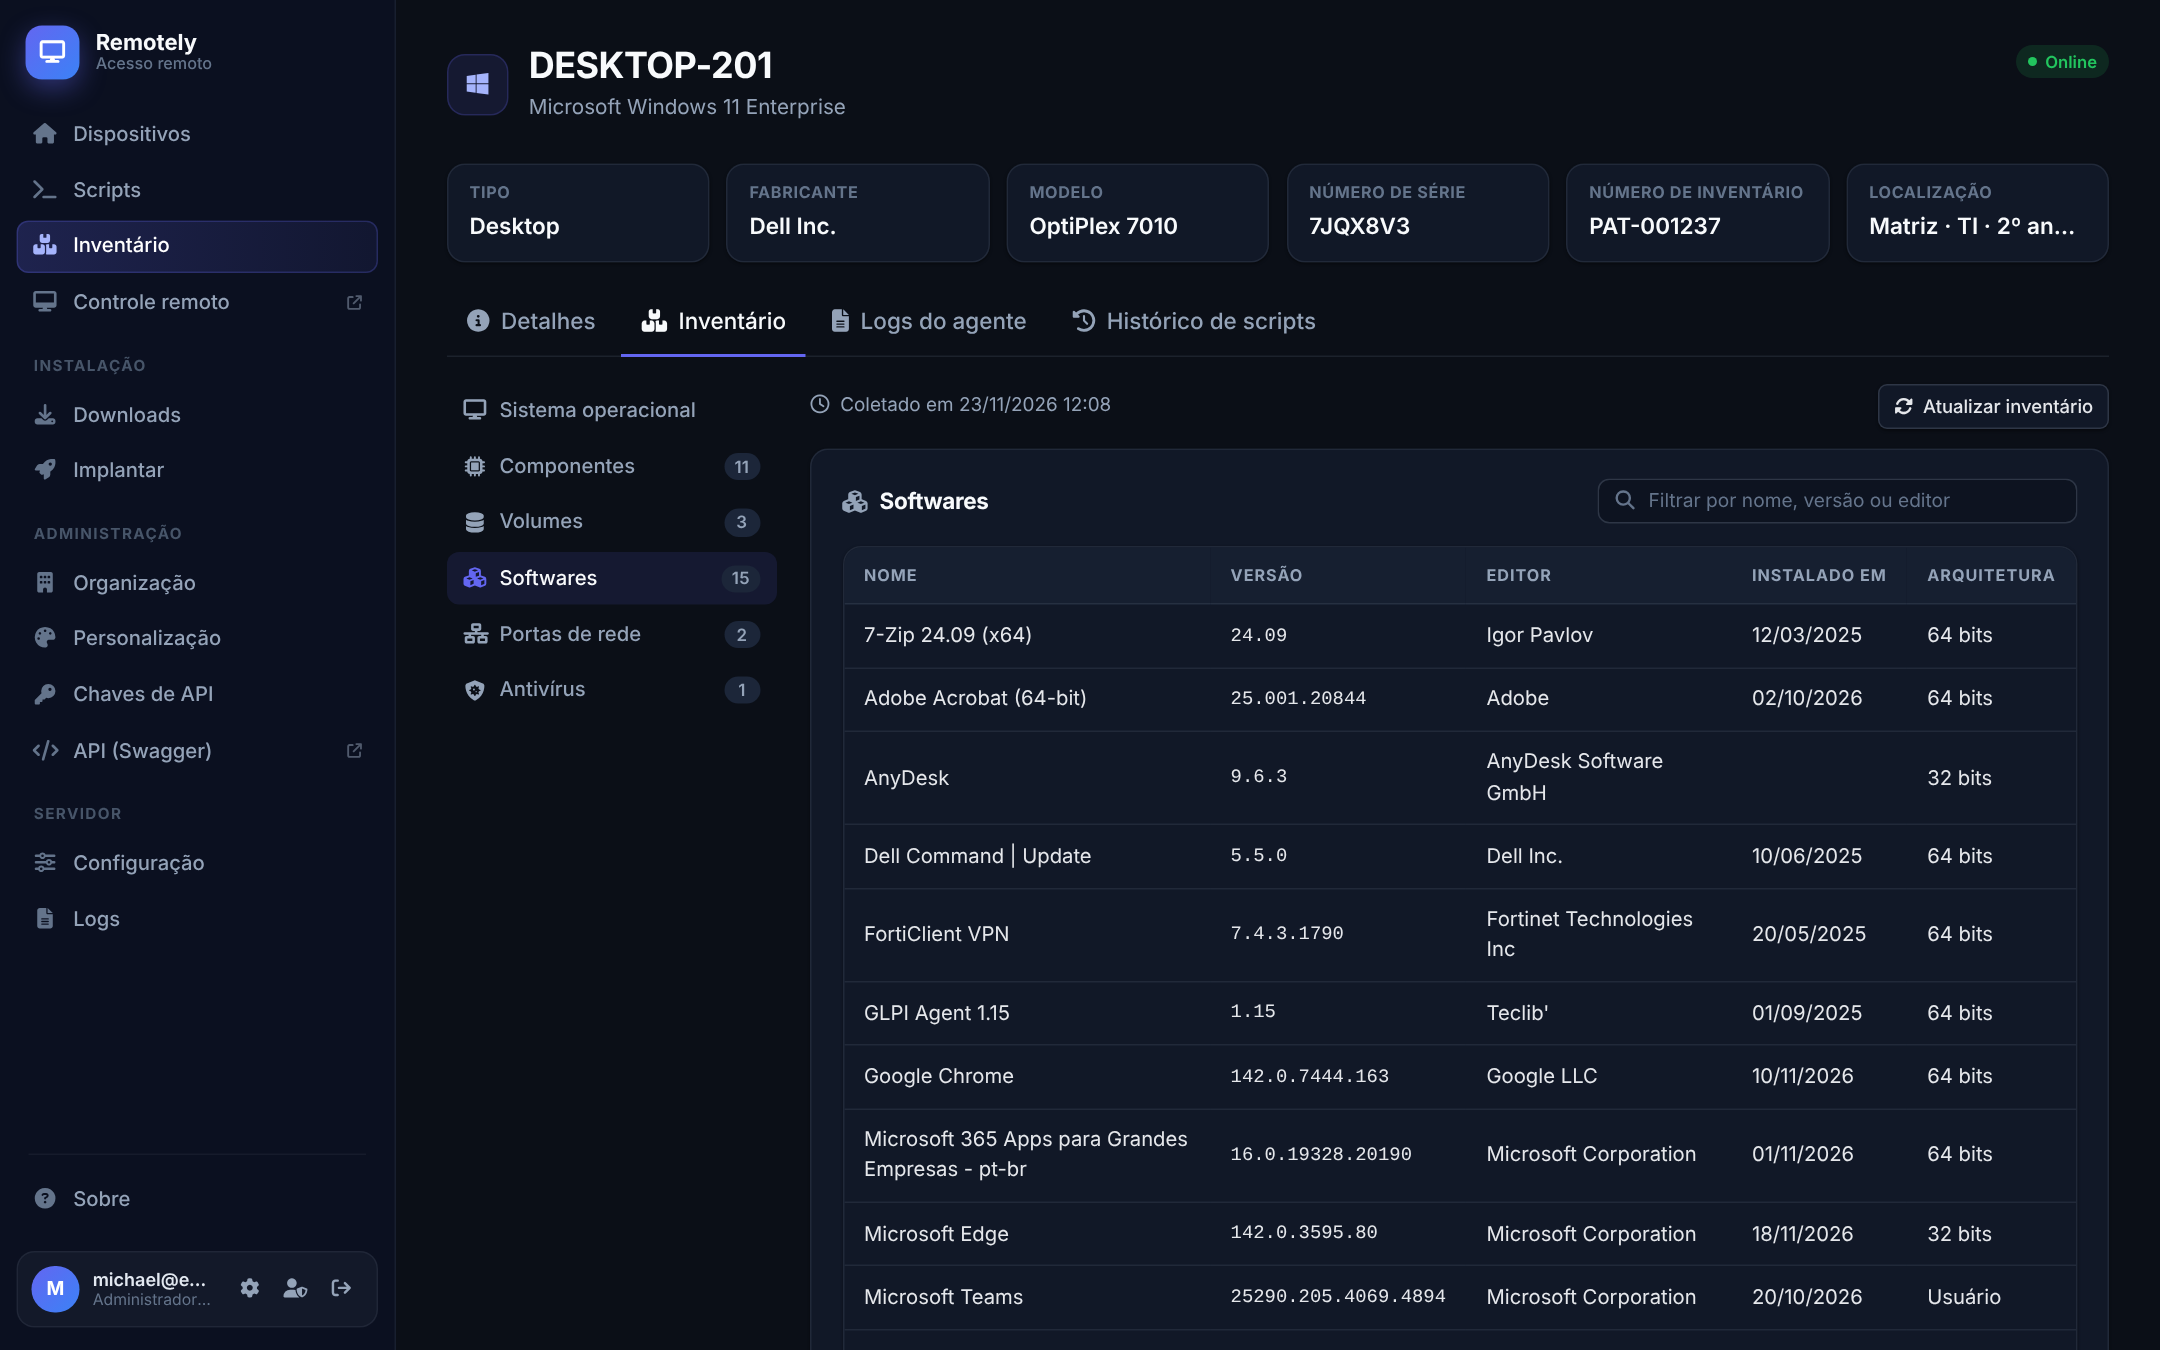 Remotely
Acesso remoto
Dispositivos
Scripts
Inventário
Controle remoto
INSTALAÇÃO
Downloads
Implantar
ADMINISTRAÇÃO
Organização
Personalização
Chaves de API
API (Swagger)
SERVIDOR
Configuração
Logs
Sobre
M
michael@e...
Administrador...
DESKTOP-201
Microsoft Windows 11 Enterprise
Online
TIPO
Desktop
FABRICANTE
Dell Inc.
MODELO
OptiPlex 7010
NÚMERO DE SÉRIE
7JQX8V3
NÚMERO DE INVENTÁRIO
PAT-001237
LOCALIZAÇÃO
Matriz · TI · 2º an...
Detalhes
Inventário
Logs do agente
Histórico de scripts
Sistema operacional
Componentes 11
Volumes 3
Softwares 15
Portas de rede 2
Antivírus 1
Coletado em 23/11/2026 12:08
Atualizar inventário
Softwares
Filtrar por nome, versão ou editor
NOME VERSÃO EDITOR INSTALADO EM ARQUITETURA
7-Zip 24.09 (x64) 24.09 Igor Pavlov 12/03/2025 64 bits
Adobe Acrobat (64-bit) 25.001.20844 Adobe 02/10/2026 64 bits
AnyDesk 9.6.3 AnyDesk Software
GmbH 32 bits
Dell Command | Update 5.5.0 Dell Inc. 10/06/2025 64 bits
FortiClient VPN 7.4.3.1790 Fortinet Technologies
Inc 20/05/2025 64 bits
GLPI Agent 1.15 1.15 Teclib' 01/09/2025 64 bits
Google Chrome 142.0.7444.163 Google LLC 10/11/2026 64 bits
Microsoft 365 Apps para Grandes
Empresas - pt-br 16.0.19328.20190 Microsoft Corporation 01/11/2026 64 bits
Microsoft Edge 142.0.3595.80 Microsoft Corporation 18/11/2026 32 bits
Microsoft Teams 25290.205.4069.4894 Microsoft Corporation 20/10/2026 Usuário